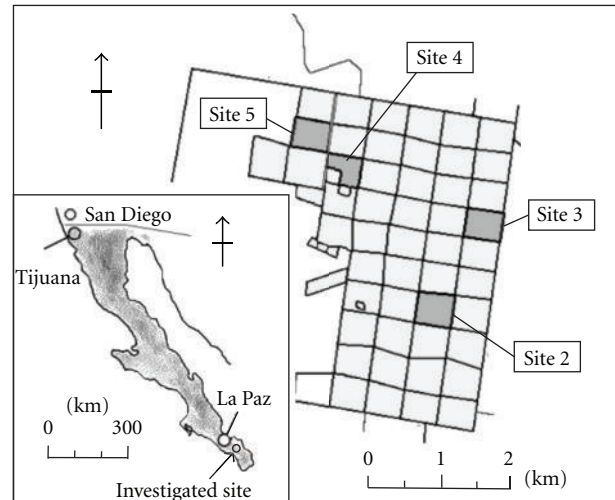 Site 4
Site 5
Site 3
Site 2
San Diego
Tijuana
La Paz
(km)
0 300
Investigated site
0 1 2
(km)